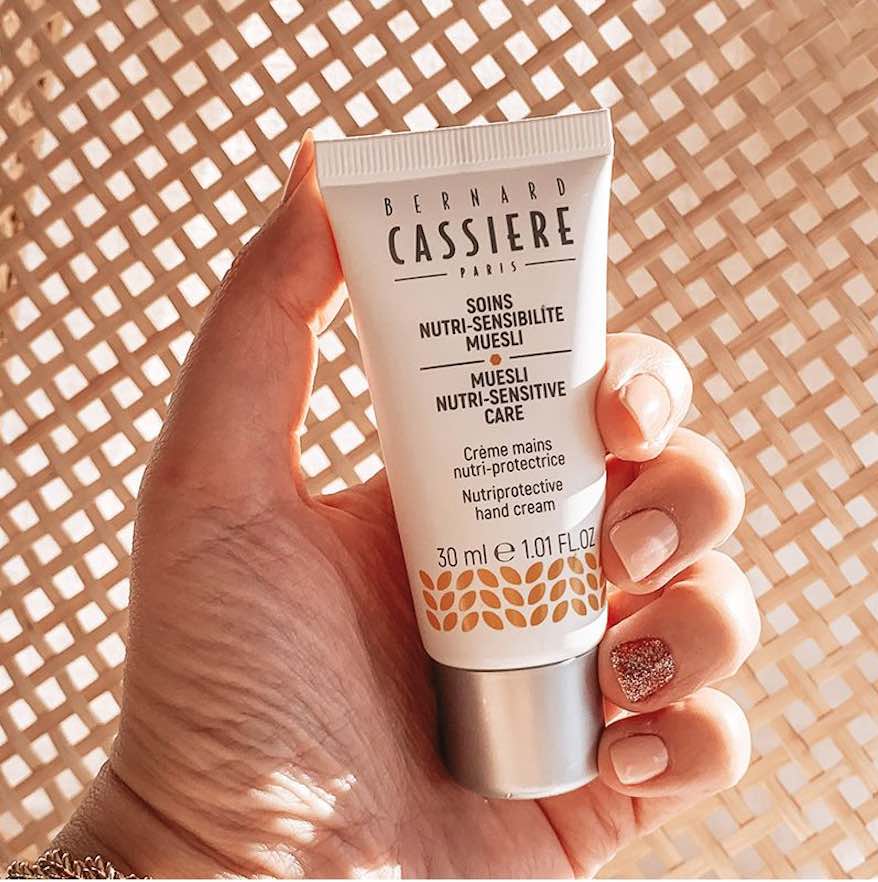 BERNARD
CASSIERE
PARIS
SOINS
NUTRI-SENSIBILITE
MUESLI
MUESLI
NUTRI-SENSITIVE
CARE
Crème mains
nutri-protectrice
Nutriprotective
hand cream
30 ml ℮ 1.01 FL.OZ